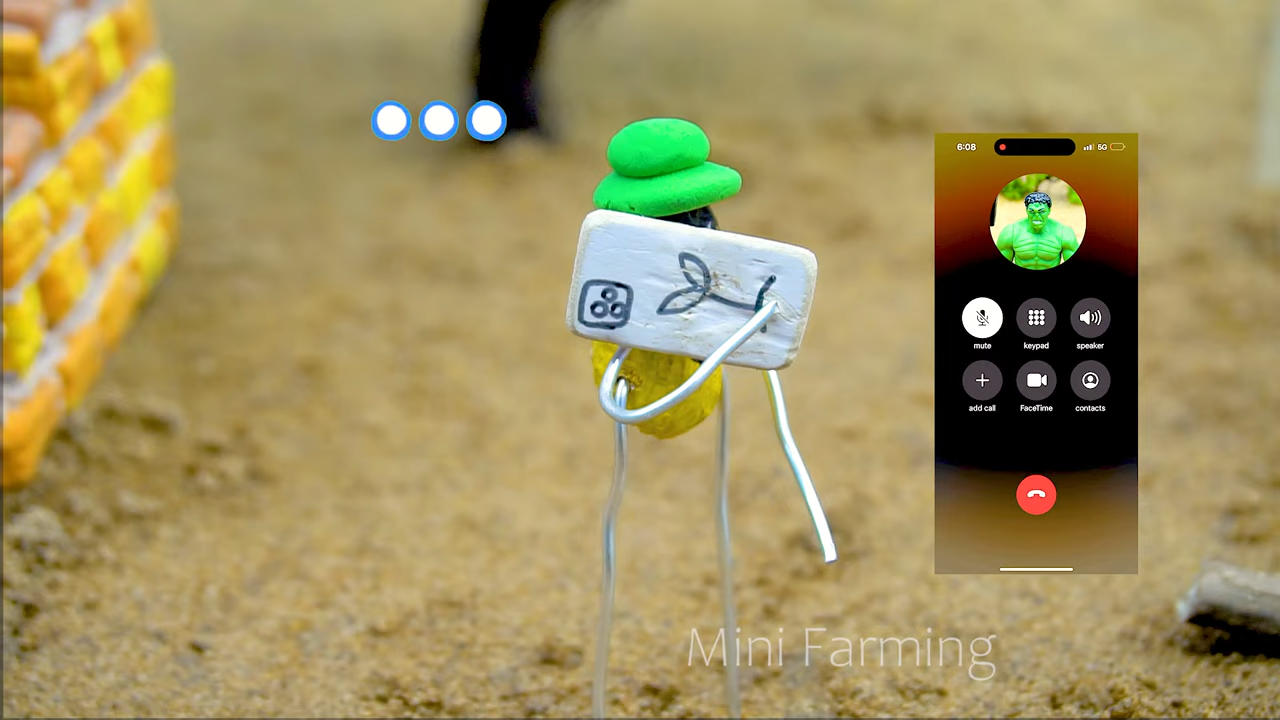 6:08
5G
mute keypad speaker
add call FaceTime contacts
Mini Farming